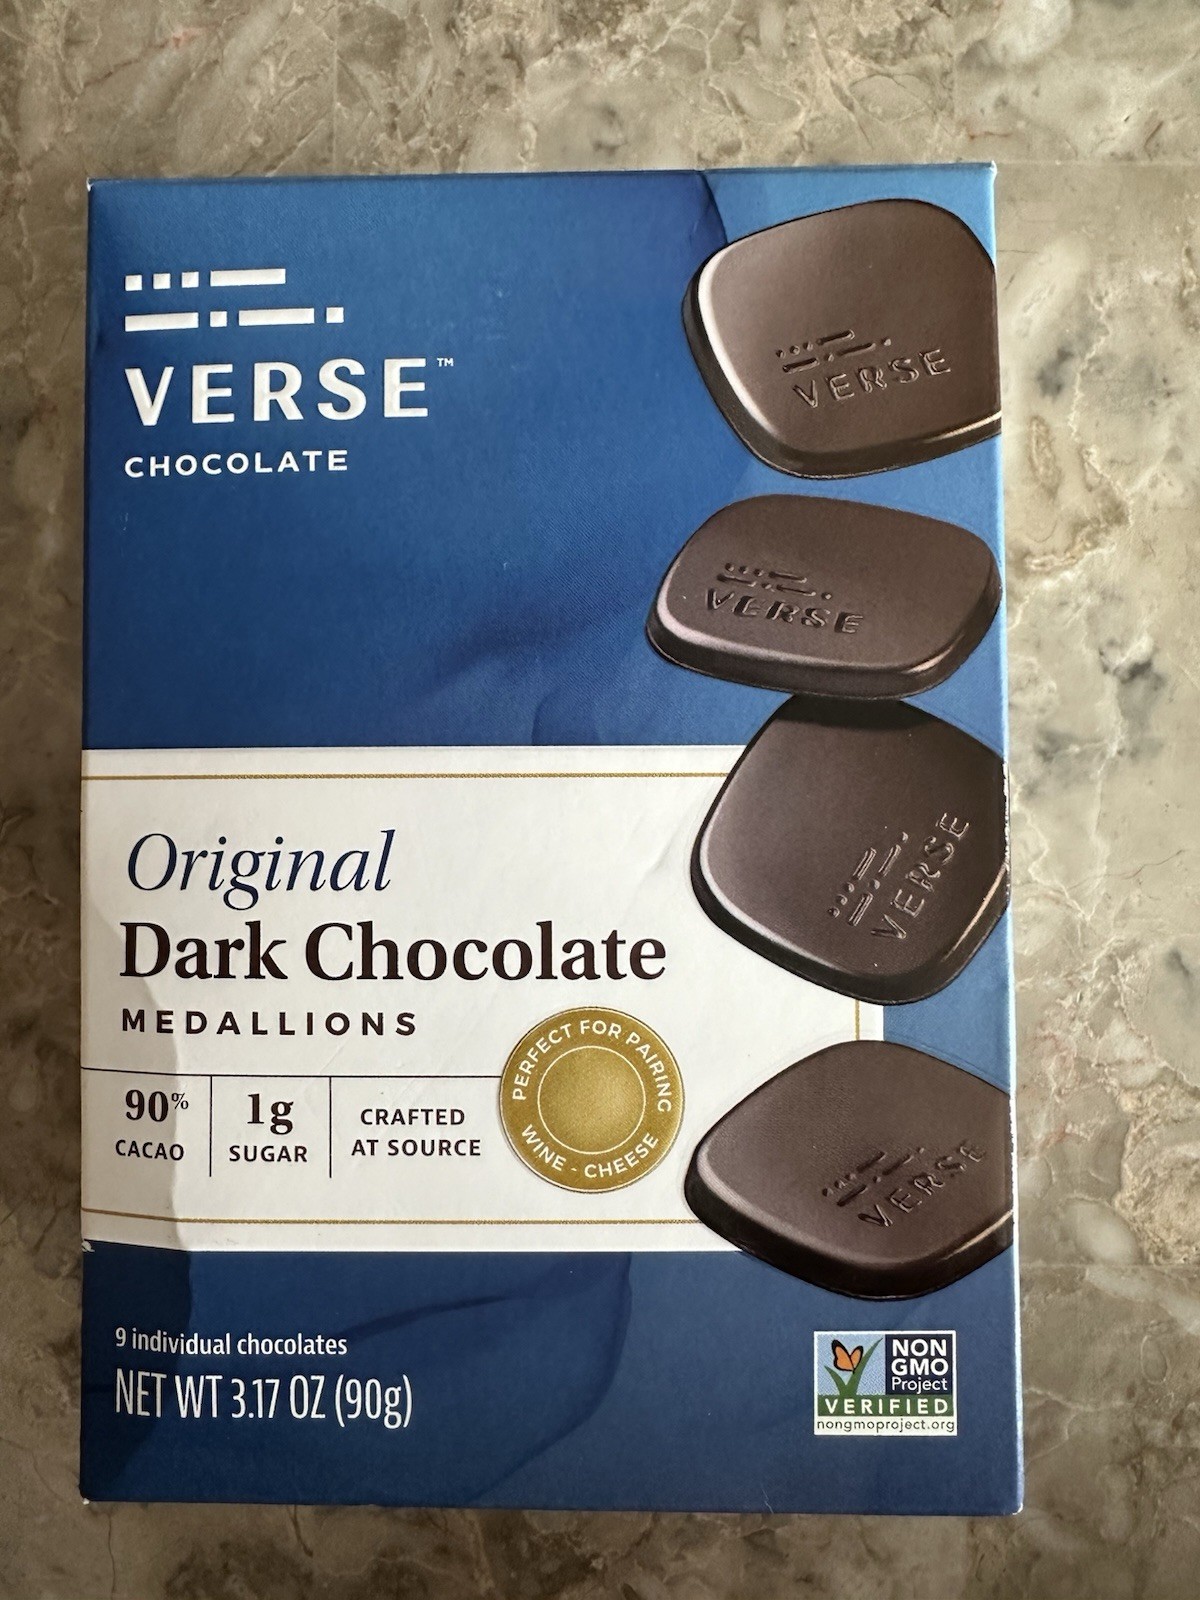 VERSE™
CHOCOLATE
VERSE
VERSE
VERSE
VERSE
Original
Dark Chocolate
MEDALLIONS
90%
CACAO
1g
SUGAR
CRAFTED
AT SOURCE
PERFECT FOR PAIRING
WINE - CHEESE
9 individual chocolates
NET WT 3.17 OZ (90g)
NON
GMO
Project
VERIFIED
nongmoproject.org